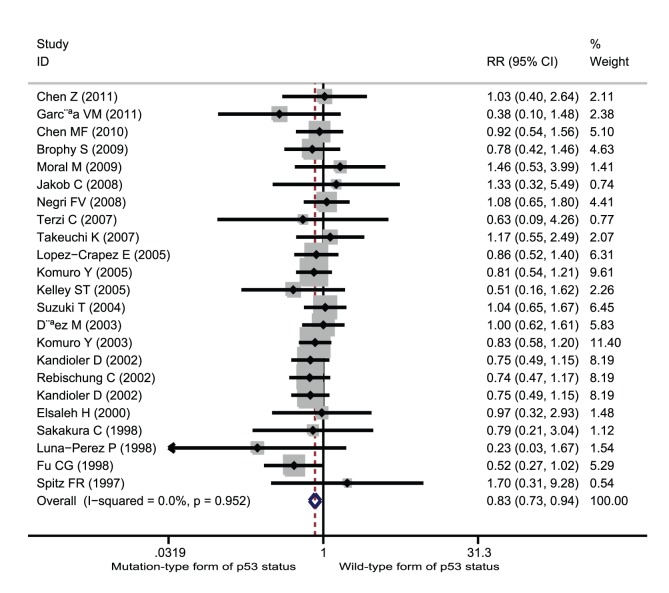 Study %
ID RR (95% CI) Weight
Chen Z (2011) 1.03 (0.40, 2.64) 2.11
Garc¨ªa VM (2011) 0.38 (0.10, 1.48) 2.38
Chen MF (2010) 0.92 (0.54, 1.56) 5.10
Brophy S (2009) 0.78 (0.42, 1.46) 4.63
Moral M (2009) 1.46 (0.53, 3.99) 1.41
Jakob C (2008) 1.33 (0.32, 5.49) 0.74
Negri FV (2008) 1.08 (0.65, 1.80) 4.41
Terzi C (2007) 0.63 (0.09, 4.26) 0.77
Takeuchi K (2007) 1.17 (0.55, 2.49) 2.07
Lopez−Crapez E (2005) 0.86 (0.52, 1.40) 6.31
Komuro Y (2005) 0.81 (0.54, 1.21) 9.61
Kelley ST (2005) 0.51 (0.16, 1.62) 2.26
Suzuki T (2004) 1.04 (0.65, 1.67) 6.45
D¨ªez M (2003) 1.00 (0.62, 1.61) 5.83
Komuro Y (2003) 0.83 (0.58, 1.20) 11.40
Kandioler D (2002) 0.75 (0.49, 1.15) 8.19
Rebischung C (2002) 0.74 (0.47, 1.17) 8.19
Kandioler D (2002) 0.75 (0.49, 1.15) 8.19
Elsaleh H (2000) 0.97 (0.32, 2.93) 1.48
Sakakura C (1998) 0.79 (0.21, 3.04) 1.12
Luna−Perez P (1998) 0.23 (0.03, 1.67) 1.54
Fu CG (1998) 0.52 (0.27, 1.02) 5.29
Spitz FR (1997) 1.70 (0.31, 9.28) 0.54
Overall (I−squared = 0.0%, p = 0.952) 0.83 (0.73, 0.94) 100.00
.0319 1 31.3
Mutation-type form of p53 status Wild-type form of p53 status